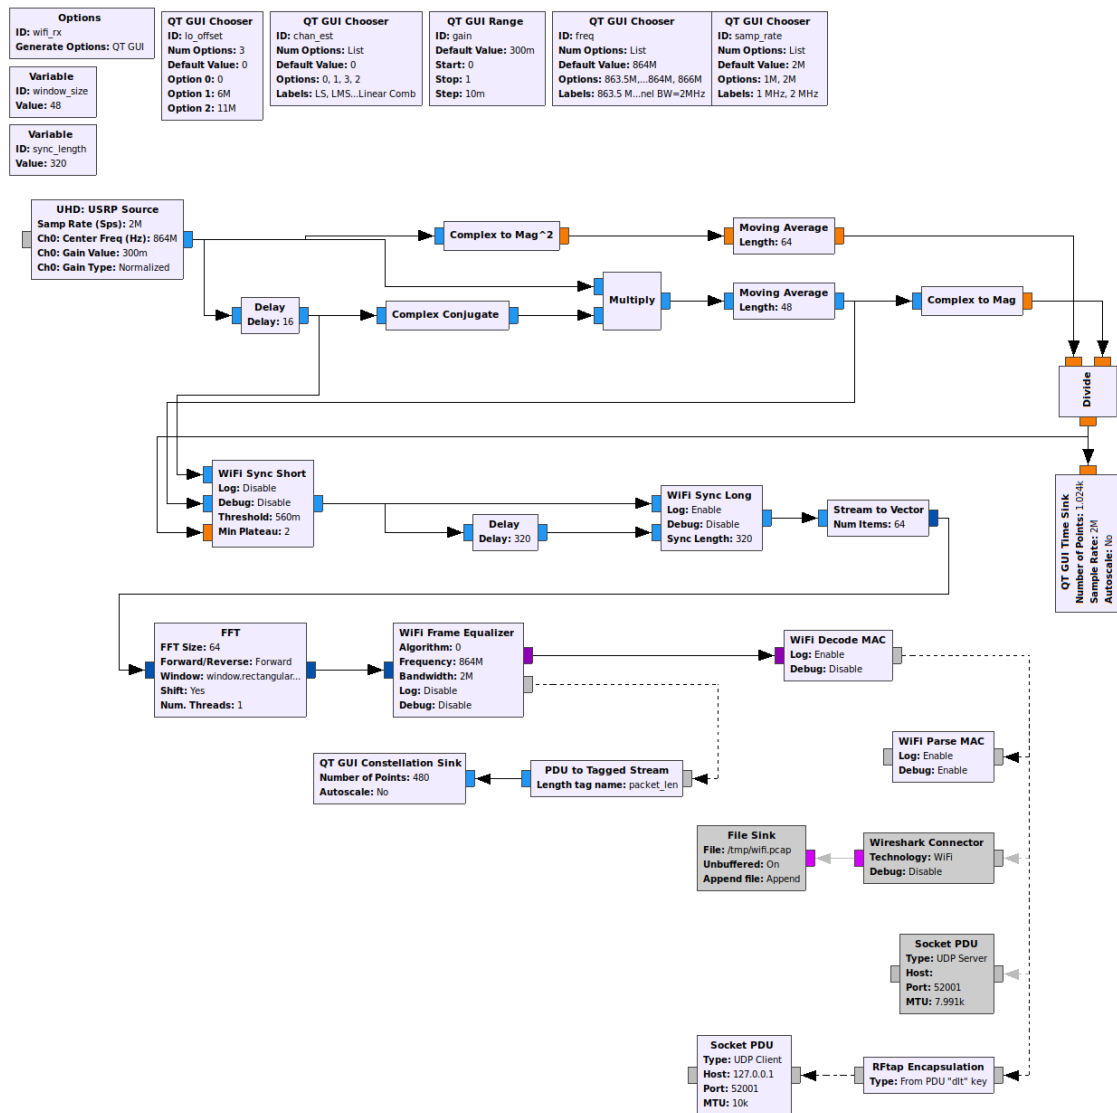 Options
ID: wifi_rx
Generate Options: QT GUI
Variable
ID: window_size
Value: 48
Variable
ID: sync_length
Value: 320
QT GUI Chooser
ID: lo_offset
Num Options: 3
Default Value: 0
Option 0: 0
Option 1: 6M
Option 2: 11M
QT GUI Chooser
ID: chan_est
Num Options: List
Default Value: 0
Options: 0, 1, 3, 2
Labels: LS, LMS...Linear Comb
QT GUI Range
ID: gain
Default Value: 300m
Start: 0
Stop: 1
Step: 10m
QT GUI Chooser
ID: freq
Num Options: List
Default Value: 864M
Options: 863.5M,...864M, 866M
Labels: 863.5 M...nel BW=2MHz
QT GUI Chooser
ID: samp_rate
Num Options: List
Default Value: 2M
Options: 1M, 2M
Labels: 1 MHz, 2 MHz
UHD: USRP Source
Samp Rate (Sps): 2M
Ch0: Center Freq (Hz): 864M
Ch0: Gain Value: 300m
Ch0: Gain Type: Normalized
Complex to Mag^2
Moving Average
Length: 64
Delay
Delay: 16
Complex Conjugate
Multiply
Moving Average
Length: 48
Complex to Mag
Divide
WiFi Sync Short
Log: Disable
Debug: Disable
Threshold: 560m
Min Plateau: 2
Delay
Delay: 320
WiFi Sync Long
Log: Enable
Debug: Disable
Sync Length: 320
Stream to Vector
Num Items: 64
QT GUI Time Sink
Number of Points: 1.024k
Sample Rate: 2M
Autoscale: No
FFT
FFT Size: 64
Forward/Reverse: Forward
Window: window.rectangular...
Shift: Yes
Num. Threads: 1
WiFi Frame Equalizer
Algorithm: 0
Frequency: 864M
Bandwidth: 2M
Log: Disable
Debug: Disable
WiFi Decode MAC
Log: Enable
Debug: Disable
WiFi Parse MAC
Log: Enable
Debug: Enable
QT GUI Constellation Sink
Number of Points: 480
Autoscale: No
PDU to Tagged Stream
Length tag name: packet_len
File Sink
File: /tmp/wifi.pcap
Unbuffered: On
Append file: Append
Wireshark Connector
Technology: WiFi
Debug: Disable
Socket PDU
Type: UDP Server
Host:
Port: 52001
MTU: 7.991k
Socket PDU
Type: UDP Client
Host: 127.0.0.1
Port: 52001
MTU: 10k
RFtap Encapsulation
Type: From PDU "dlt" key